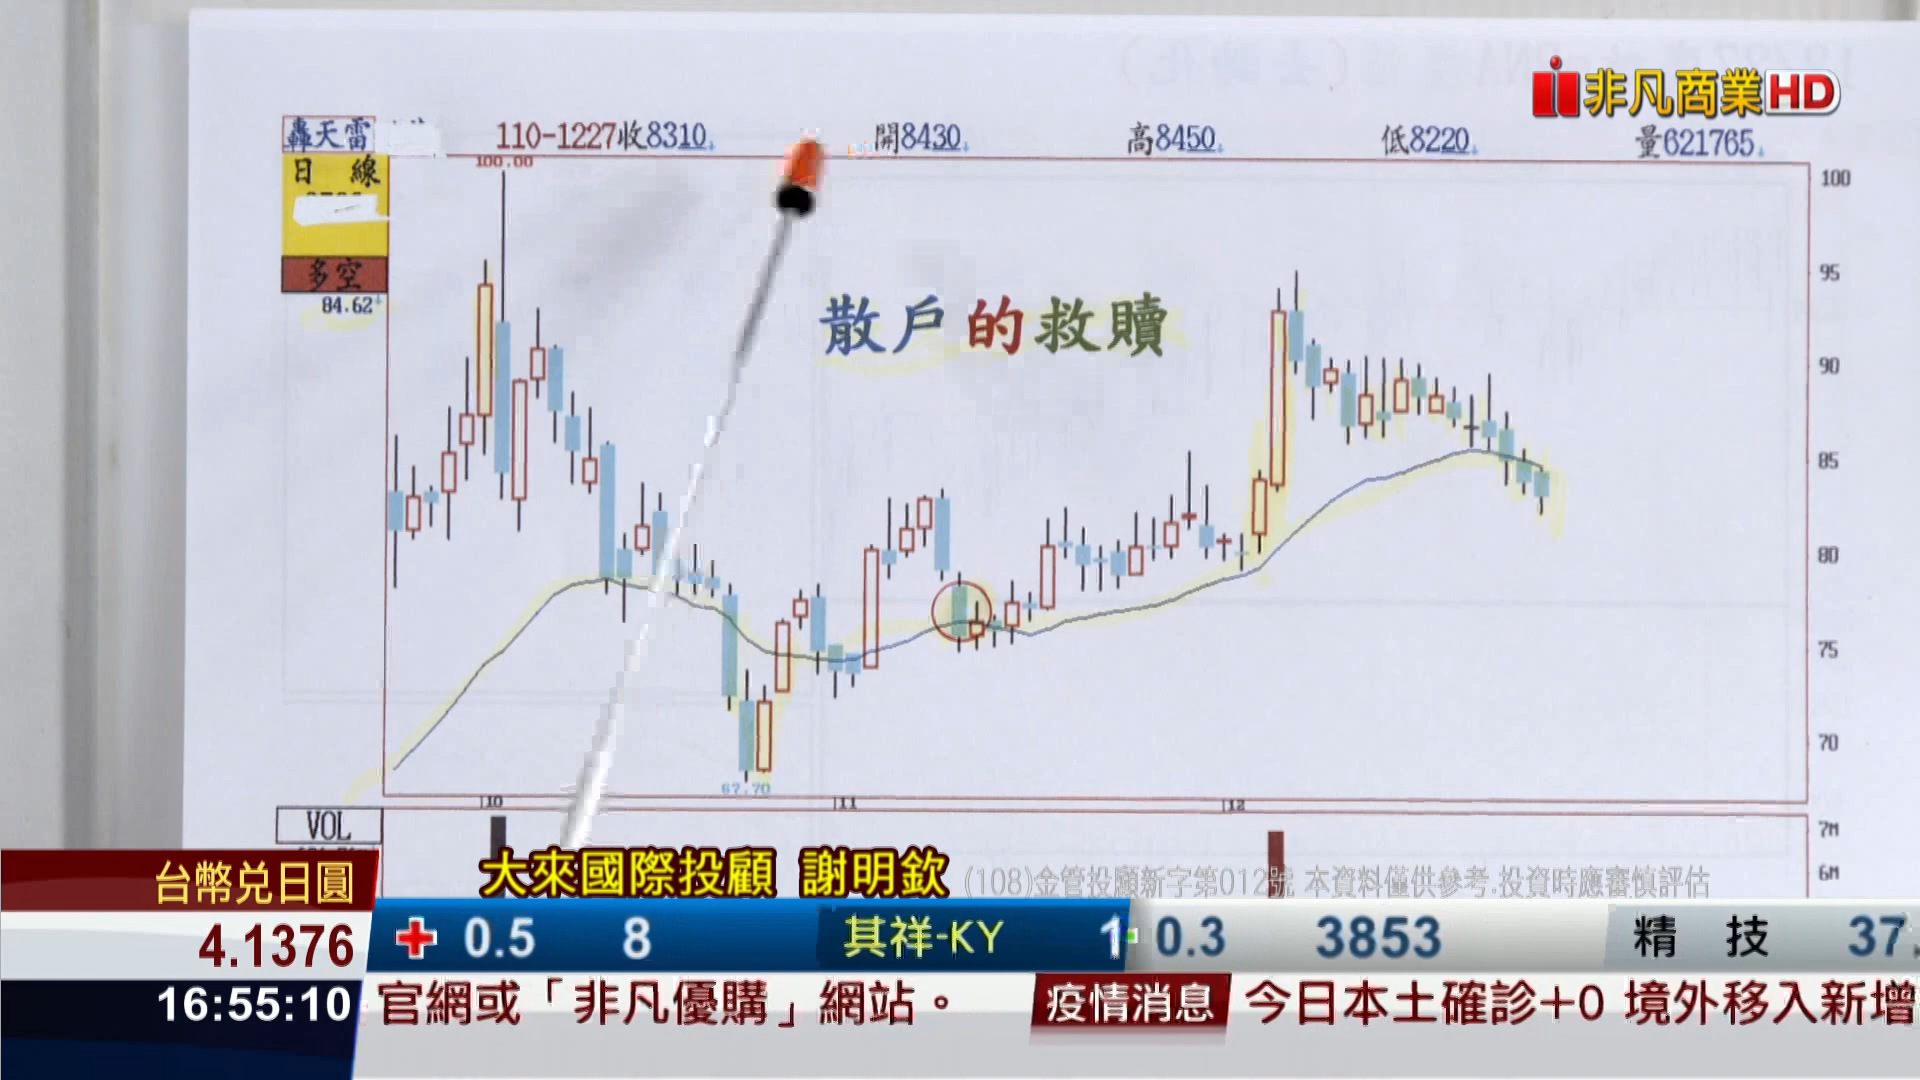 非凡商業HD
轟天雷 110-1227收8310 開8430 高8450 低8220 量621765
日 線
多空
84.62
100.00
散戶的救贖
100
95
90
85
80
75
70
67.70
10 11 12
VOL
7M
6M
大來國際投顧 謝明欽 (108)金管投顧新字第012號 本資料僅供參考.投資時應審慎評估
台幣兌日圓
4.1376
0.5 8 其祥-KY 1 0.3 3853 精 技 37.
16:55:10 官網或「非凡優購」網站。 疫情消息 今日本土確診+0 境外移入新增